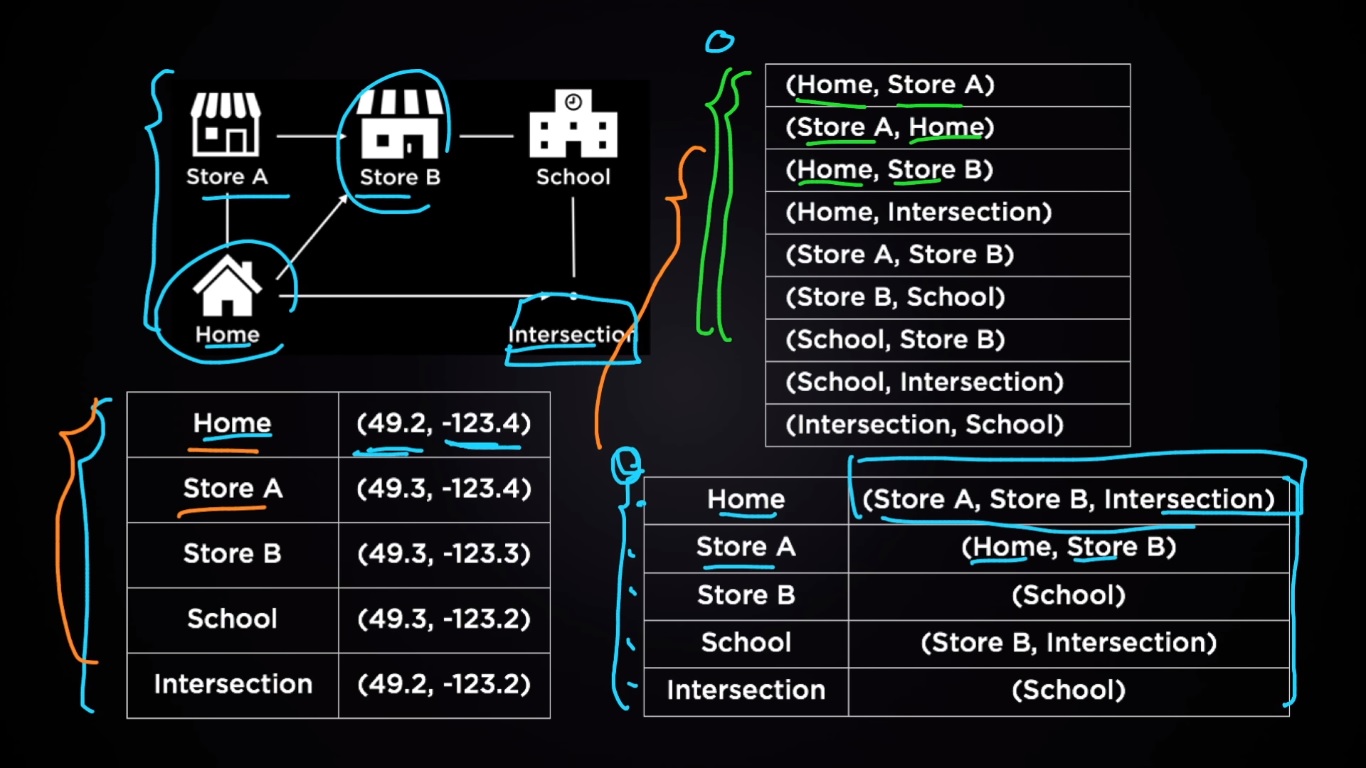 Store A
Store B
School
Home
Intersection
(Home, Store A)
(Store A, Home)
(Home, Store B)
(Home, Intersection)
(Store A, Store B)
(Store B, School)
(School, Store B)
(School, Intersection)
(Intersection, School)
Home (49.2, -123.4)
Store A (49.3, -123.4)
Store B (49.3, -123.3)
School (49.3, -123.2)
Intersection (49.2, -123.2)
Home (Store A, Store B, Intersection)
Store A (Home, Store B)
Store B (School)
School (Store B, Intersection)
Intersection (School)